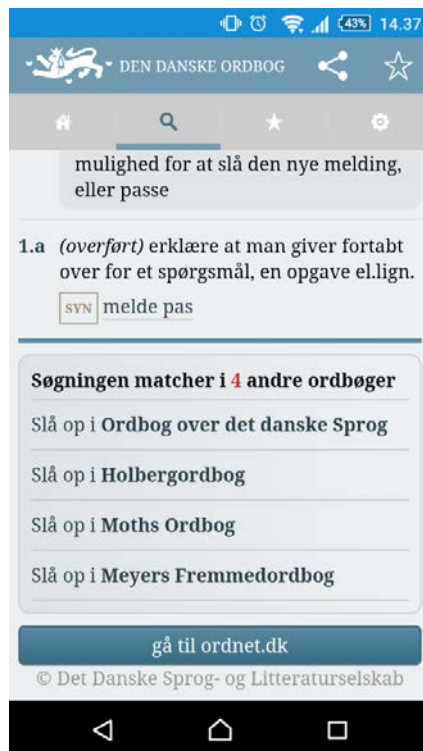 43% 14.37
DEN DANSKE ORDBOG
mulighed for at slå den nye melding,
eller passe
1.a (overført) erklære at man giver fortabt
over for et spørgsmål, en opgave el.lign.
SYN melde pas
Søgningen matcher i 4 andre ordbøger
Slå op i Ordbog over det danske Sprog
Slå op i Holbergordbog
Slå op i Moths Ordbog
Slå op i Meyers Fremmedordbog
gå til ordnet.dk
© Det Danske Sprog- og Litteraturselskab